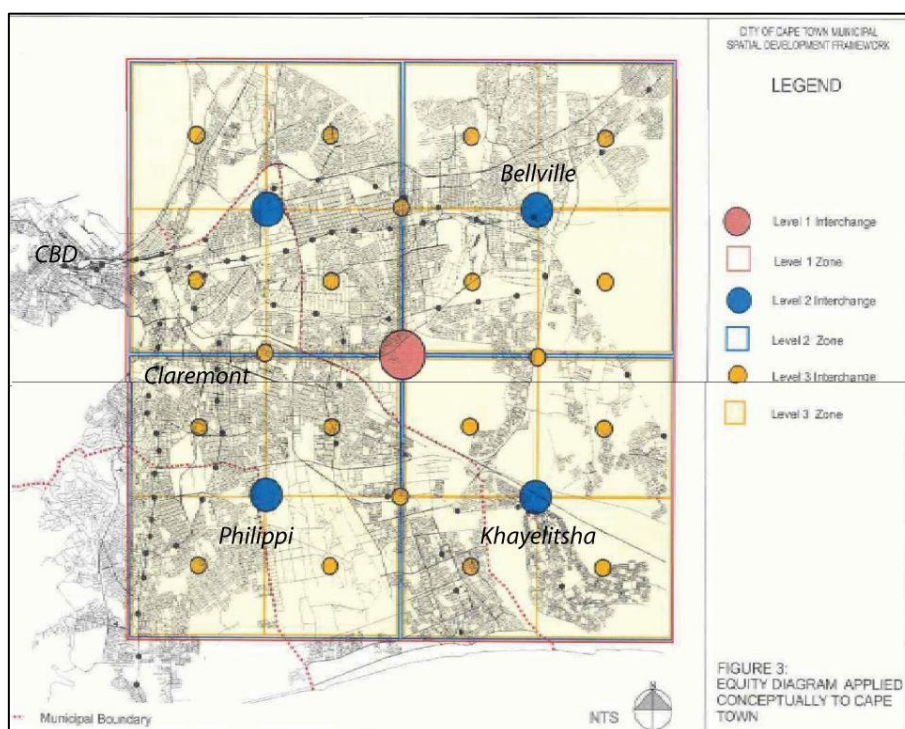 CITY OF CAPE TOWN MUNICIPAL
SPATIAL DEVELOPMENT FRAMEWORK
LEGEND
Bellville
CBD
Claremont
Philippi
Khayelitsha
Level 1 Interchange
Level 1 Zone
Level 2 Interchange
Level 2 Zone
Level 3 Interchange
Level 3 Zone
FIGURE 3:
EQUITY DIAGRAM APPLIED
CONCEPTUALLY TO CAPE
TOWN
Municipal Boundary
NTS